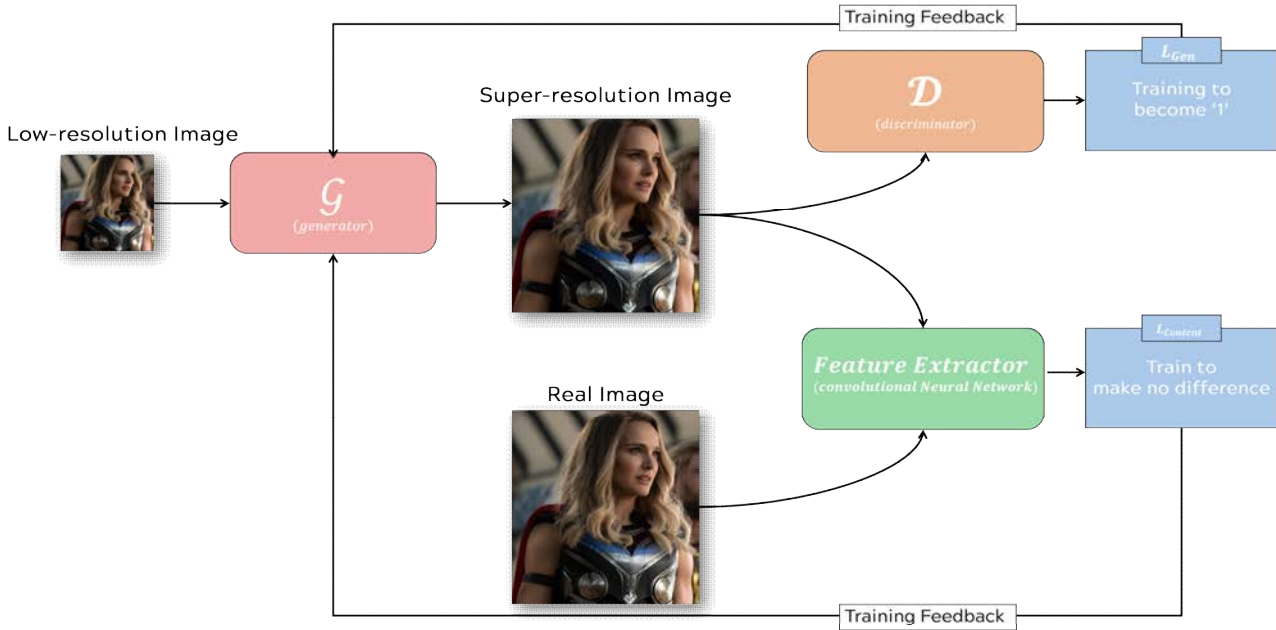 Training Feedback
L_Gen
Training to
become '1'
𝒟
(discriminator)
Super-resolution Image
Low-resolution Image
𝒢
(generator)
L_Content
Train to
make no difference
Feature Extractor
(convolutional Neural Network)
Real Image
Training Feedback